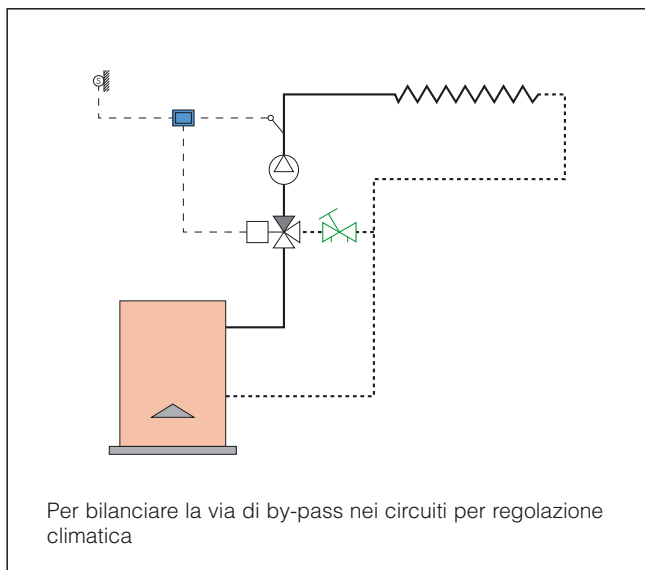 S
Per bilanciare la via di by-pass nei circuiti per regolazione
climatica